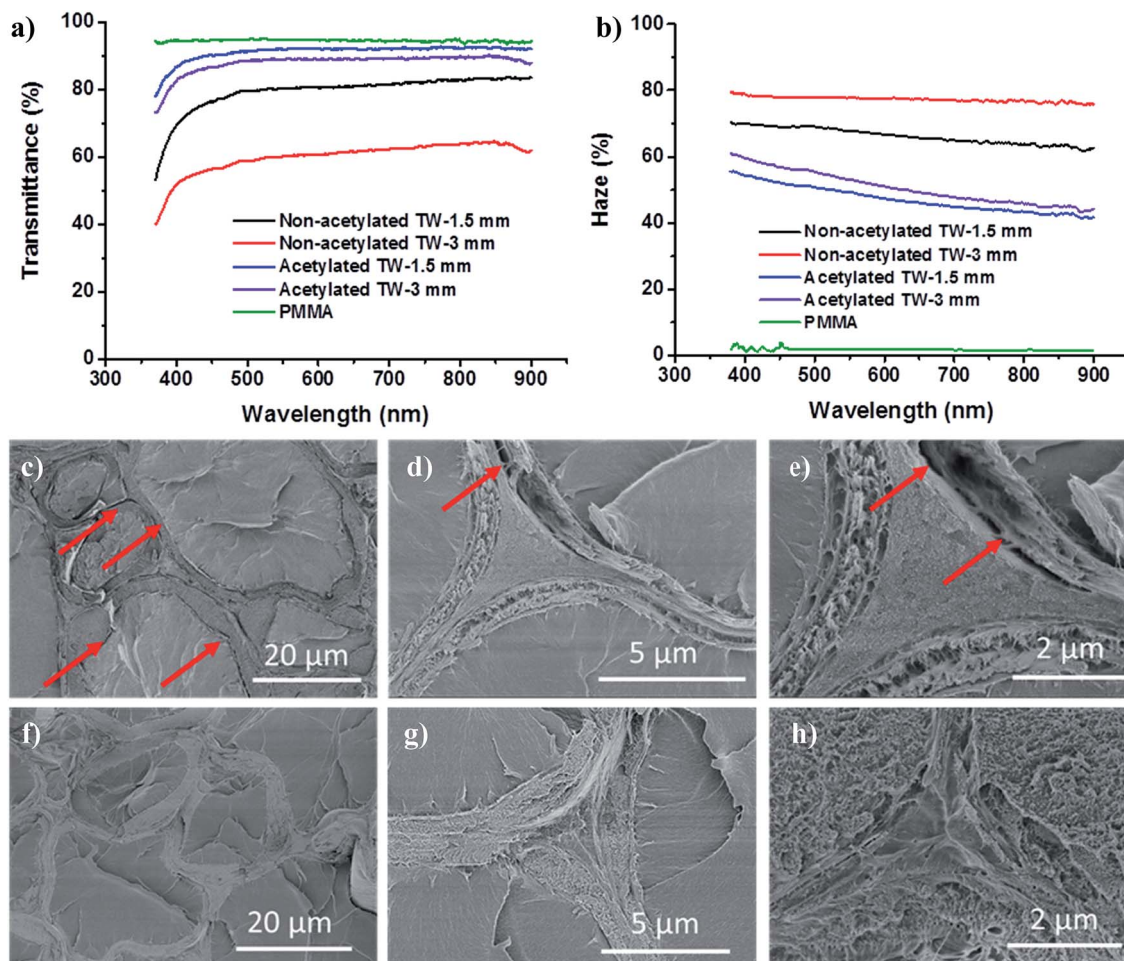 a)
100
80
60
40
20
0
Transmittance (%)
Non-acetylated TW-1.5 mm
Non-acetylated TW-3 mm
Acetylated TW-1.5 mm
Acetylated TW-3 mm
PMMA
300 400 500 600 700 800 900
Wavelength (nm)
b)
100
80
60
40
20
0
Haze (%)
Non-acetylated TW-1.5 mm
Non-acetylated TW-3 mm
Acetylated TW-1.5 mm
Acetylated TW-3 mm
PMMA
300 400 500 600 700 800 900
Wavelength (nm)
c)
20 μm
d)
5 μm
e)
2 μm
f)
20 μm
g)
5 μm
h)
2 μm